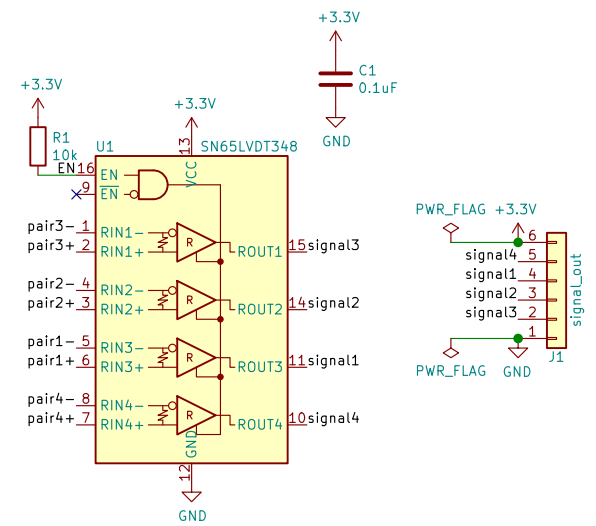 +3.3V
C1
0.1uF
GND
+3.3V
R1
10k
+3.3V
U1
SN65LVDT348
13
VCC
EN
16
EN
9
EN
pair3-
1
RIN1-
pair3+
2
RIN1+
R
ROUT1
15
signal3
pair2-
4
RIN2-
pair2+
3
RIN2+
R
ROUT2
14
signal2
pair1-
5
RIN3-
pair1+
6
RIN3+
R
ROUT3
11
signal1
pair4-
8
RIN4-
pair4+
7
RIN4+
R
ROUT4
10
signal4
GND
12
GND
PWR_FLAG
+3.3V
6
signal4
5
signal1
4
signal2
3
signal3
2
1
signal_out
J1
PWR_FLAG
GND